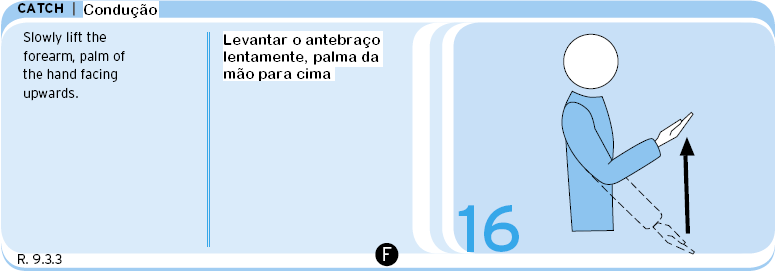 CATCH | Condução
Slowly lift the
forearm, palm of
the hand facing
upwards.
Levantar o antebraço
lentamente, palma da
mão para cima
16
R. 9.3.3
F